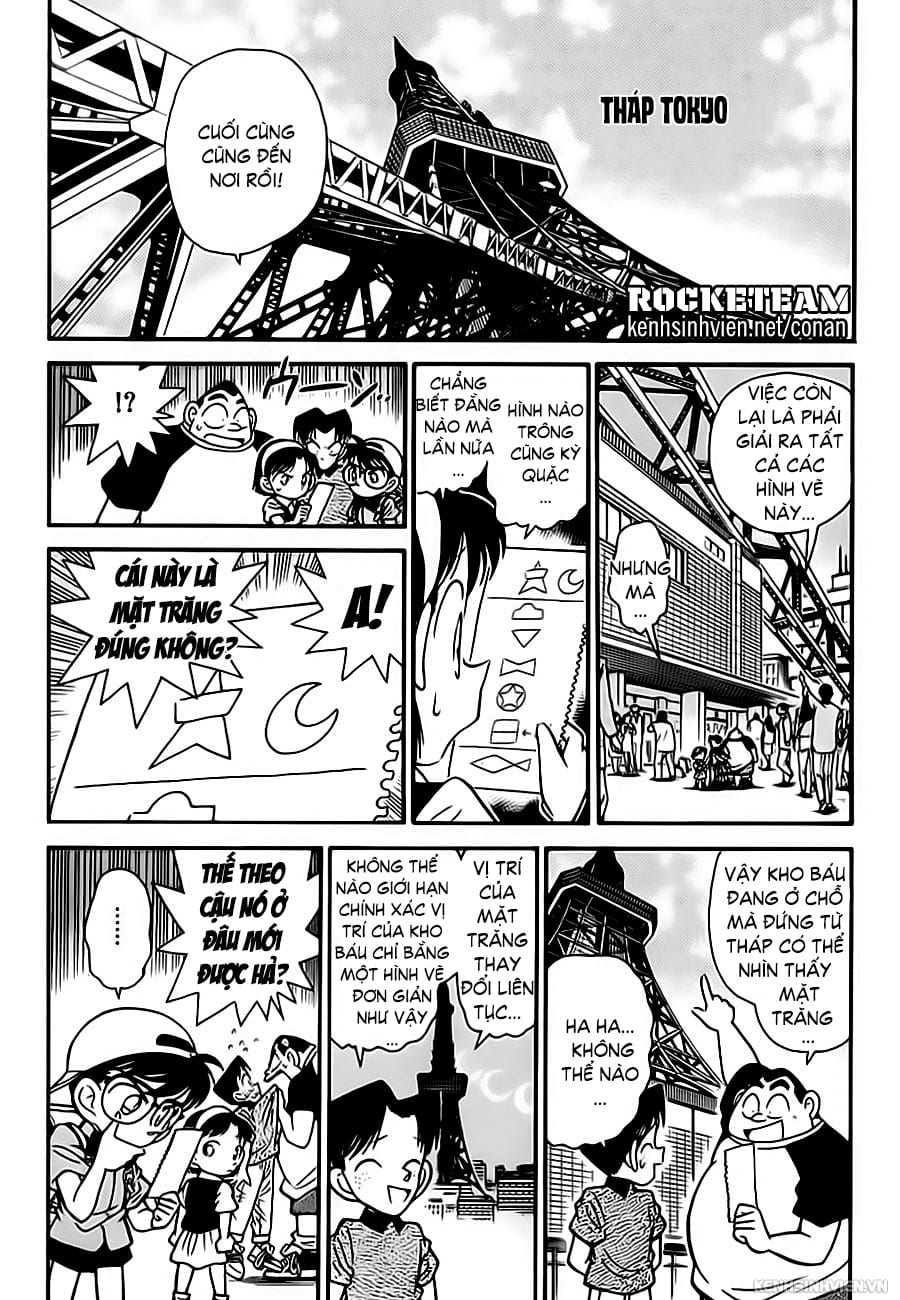 THÁP TOKYO
CUỐI CÙNG
CŨNG ĐẾN
NƠI RỒI!
ROCKETEAM
kenhsinhvien.net/conan
VIỆC CÒN
LẠI LÀ PHẢI
GIẢI RA TẤT
CẢ CÁC
HÌNH VẼ
NÀY...
NHƯNG
MÀ ...
HÌNH NÀO
TRÔNG
CŨNG KỲ
QUẶC
...
CHẲNG
BIẾT ĐẰNG
NÀO MÀ
LẦN NỮA
...
ウーン
!?
A!
CÁI NÀY LÀ
MẶT TRĂNG
ĐÚNG KHÔNG?
VẬY KHO BÁU
ĐANG Ở CHỖ
MÀ ĐỨNG TỪ
THÁP CÓ THỂ
NHÌN THẤY
MẶT
TRĂNG
...
HA HA...
KHÔNG
THỂ NÀO
...
VỊ TRÍ
CỦA
MẶT
TRĂNG
THAY
ĐỔI LIÊN
TỤC...
KHÔNG THỂ
NÀO GIỚI HẠN
CHÍNH XÁC VỊ
TRÍ CỦA KHO
BÁU CHỈ BẰNG
MỘT HÌNH VẼ
ĐƠN GIẢN
NHƯ VẬY
...
THẾ THEO
CẬU NÓ Ở
ĐÂU MỚI
ĐƯỢC HẢ?
......
KENHSINHVIEN.VN